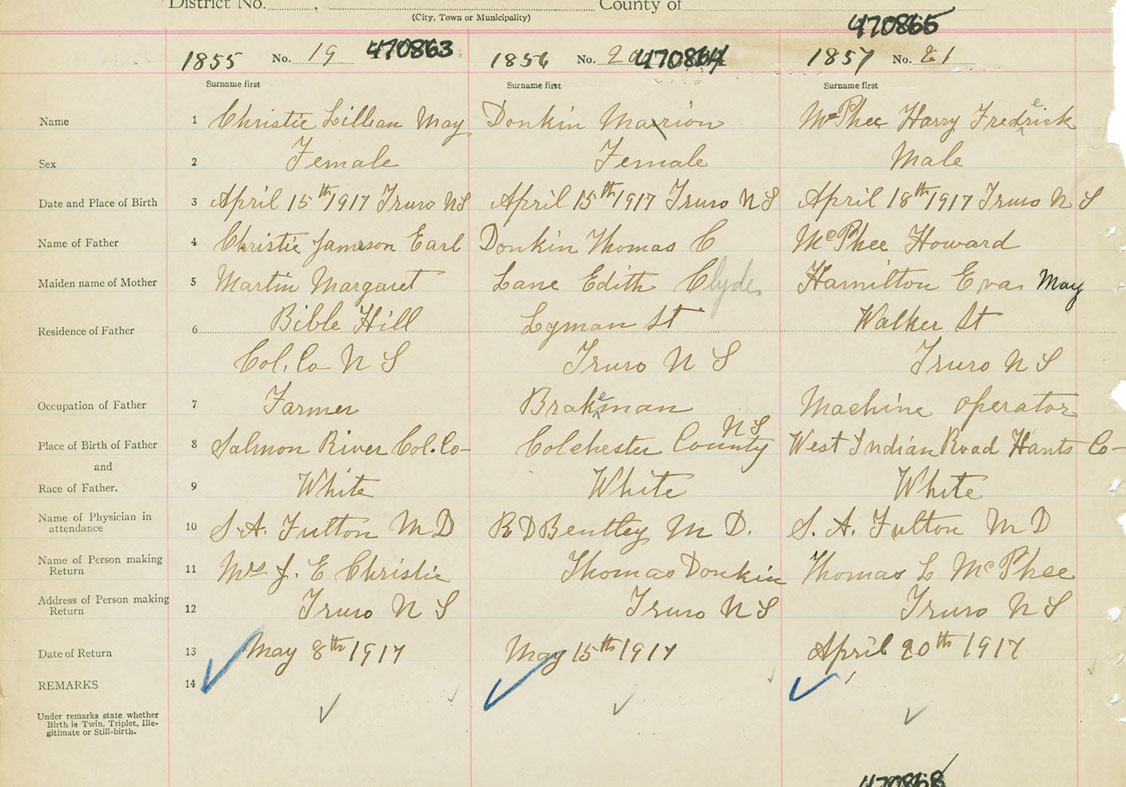 District No. , County of
(City, Town or Municipality)
470865
1855 No. 19 470863 1856 No. 20 470864 1857 No. 21
Surname first Surname first Surname first
Name 1 Christie Lillian May Donkin Marion McPhee Harry Frederick
Sex 2 Female Female Male
Date and Place of Birth 3 April 15th 1917 Truro N S April 15th 1917 Truro N S April 18th 1917 Truro N S
Name of Father 4 Christie Jameson Earl Donkin Thomas C McPhee Howard
Maiden name of Mother 5 Martin Margaret Lane Edith Clyde Hamilton Eva May
Residence of Father 6 Bible Hill Lyman St Walker St
Col. Co N S Truro N S Truro N S
Occupation of Father 7 Farmer Brakeman Machine operator
N S
Place of Birth of Father 8 Salmon River Col. Co Colchester County West Indian Road Hants Co
and
Race of Father. 9 White White White
Name of Physician in attendance 10 S. A. Fulton M D R D Bentley M D. S. A. Fulton M D
Name of Person making Return 11 Mrs J. E Christie Thomas Donkin Thomas L McPhee
Address of Person making Return 12 Truro N S Truro N S Truro N S
Date of Return 13 May 8th 1917 May 15th 1917 April 20th 1917
REMARKS 14
Under remarks state whether
Birth is Twin, Triplet, Ille-
gitimate or Still-birth.
470868